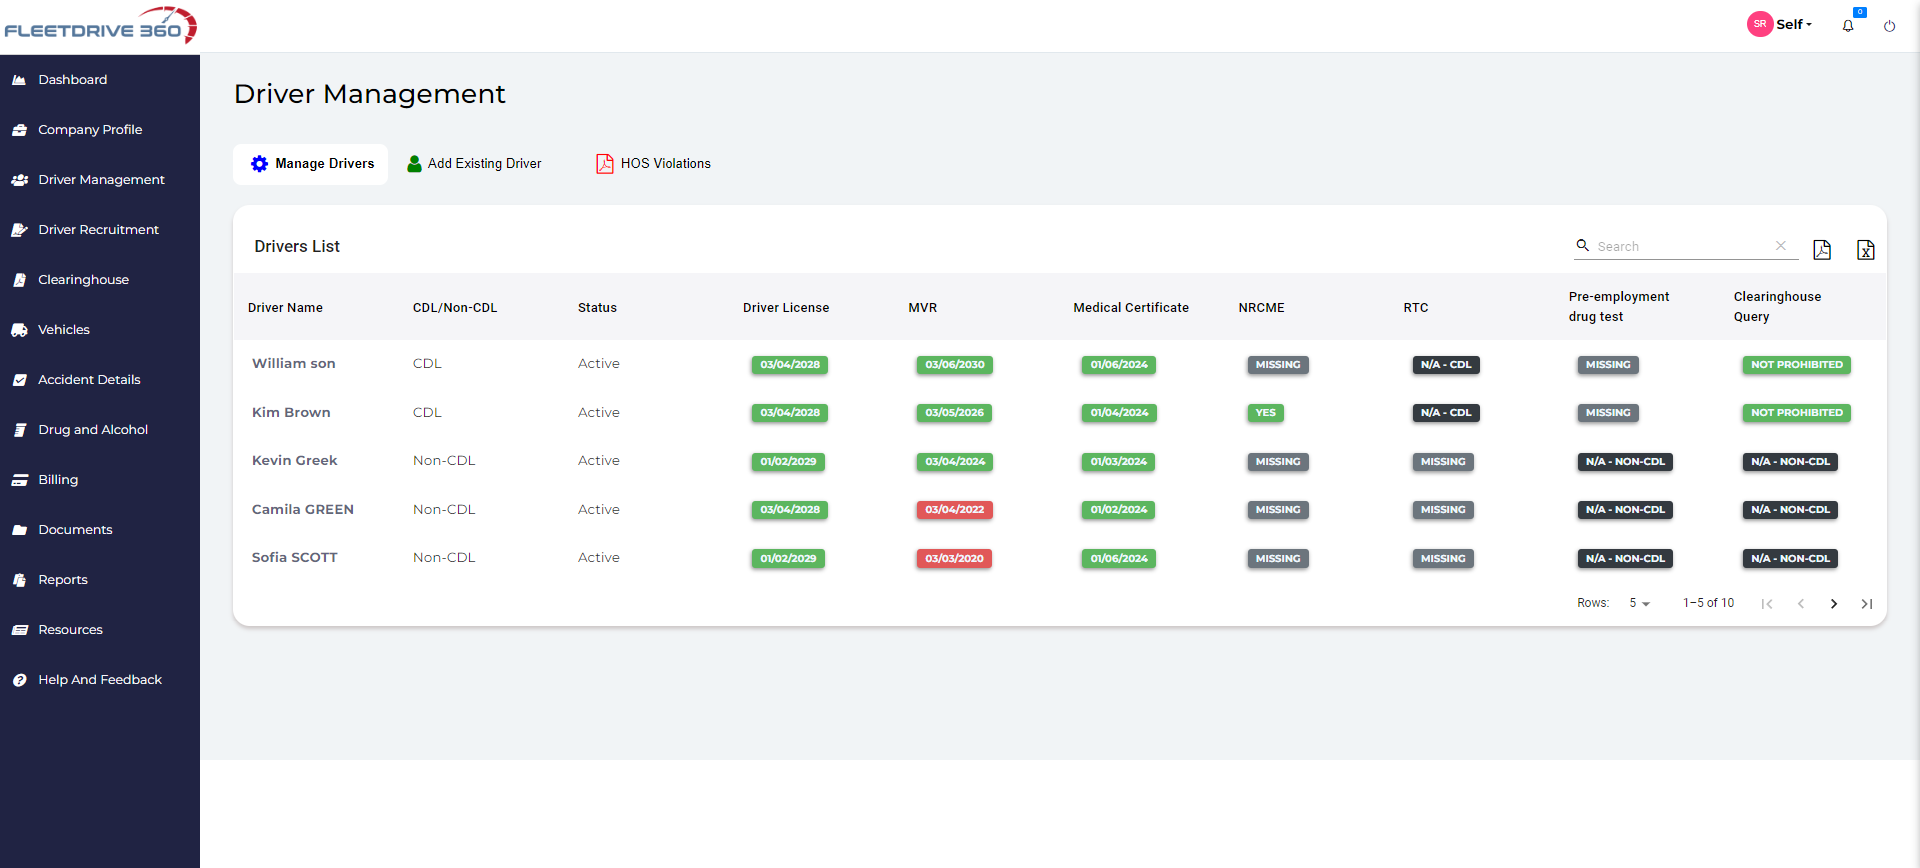 FLEETDRIVE 360
SR Self
0
Dashboard
Company Profile
Driver Management
Driver Recruitment
Clearinghouse
Vehicles
Accident Details
Drug and Alcohol
Billing
Documents
Reports
Resources
Help And Feedback
Driver Management
Manage Drivers Add Existing Driver HOS Violations
Drivers List Search
Driver Name CDL/Non-CDL Status Driver License MVR Medical Certificate NRCME RTC Pre-employment drug test Clearinghouse Query
William son CDL Active 03/04/2028 03/06/2030 01/06/2024 MISSING N/A - CDL MISSING NOT PROHIBITED
Kim Brown CDL Active 03/04/2028 03/05/2026 01/04/2024 YES N/A - CDL MISSING NOT PROHIBITED
Kevin Greek Non-CDL Active 01/02/2029 03/04/2024 01/03/2024 MISSING MISSING N/A - NON-CDL N/A - NON-CDL
Camila GREEN Non-CDL Active 03/04/2028 03/04/2022 01/02/2024 MISSING MISSING N/A - NON-CDL N/A - NON-CDL
Sofia SCOTT Non-CDL Active 01/02/2029 03/03/2020 01/06/2024 MISSING MISSING N/A - NON-CDL N/A - NON-CDL
Rows: 5 1–5 of 10